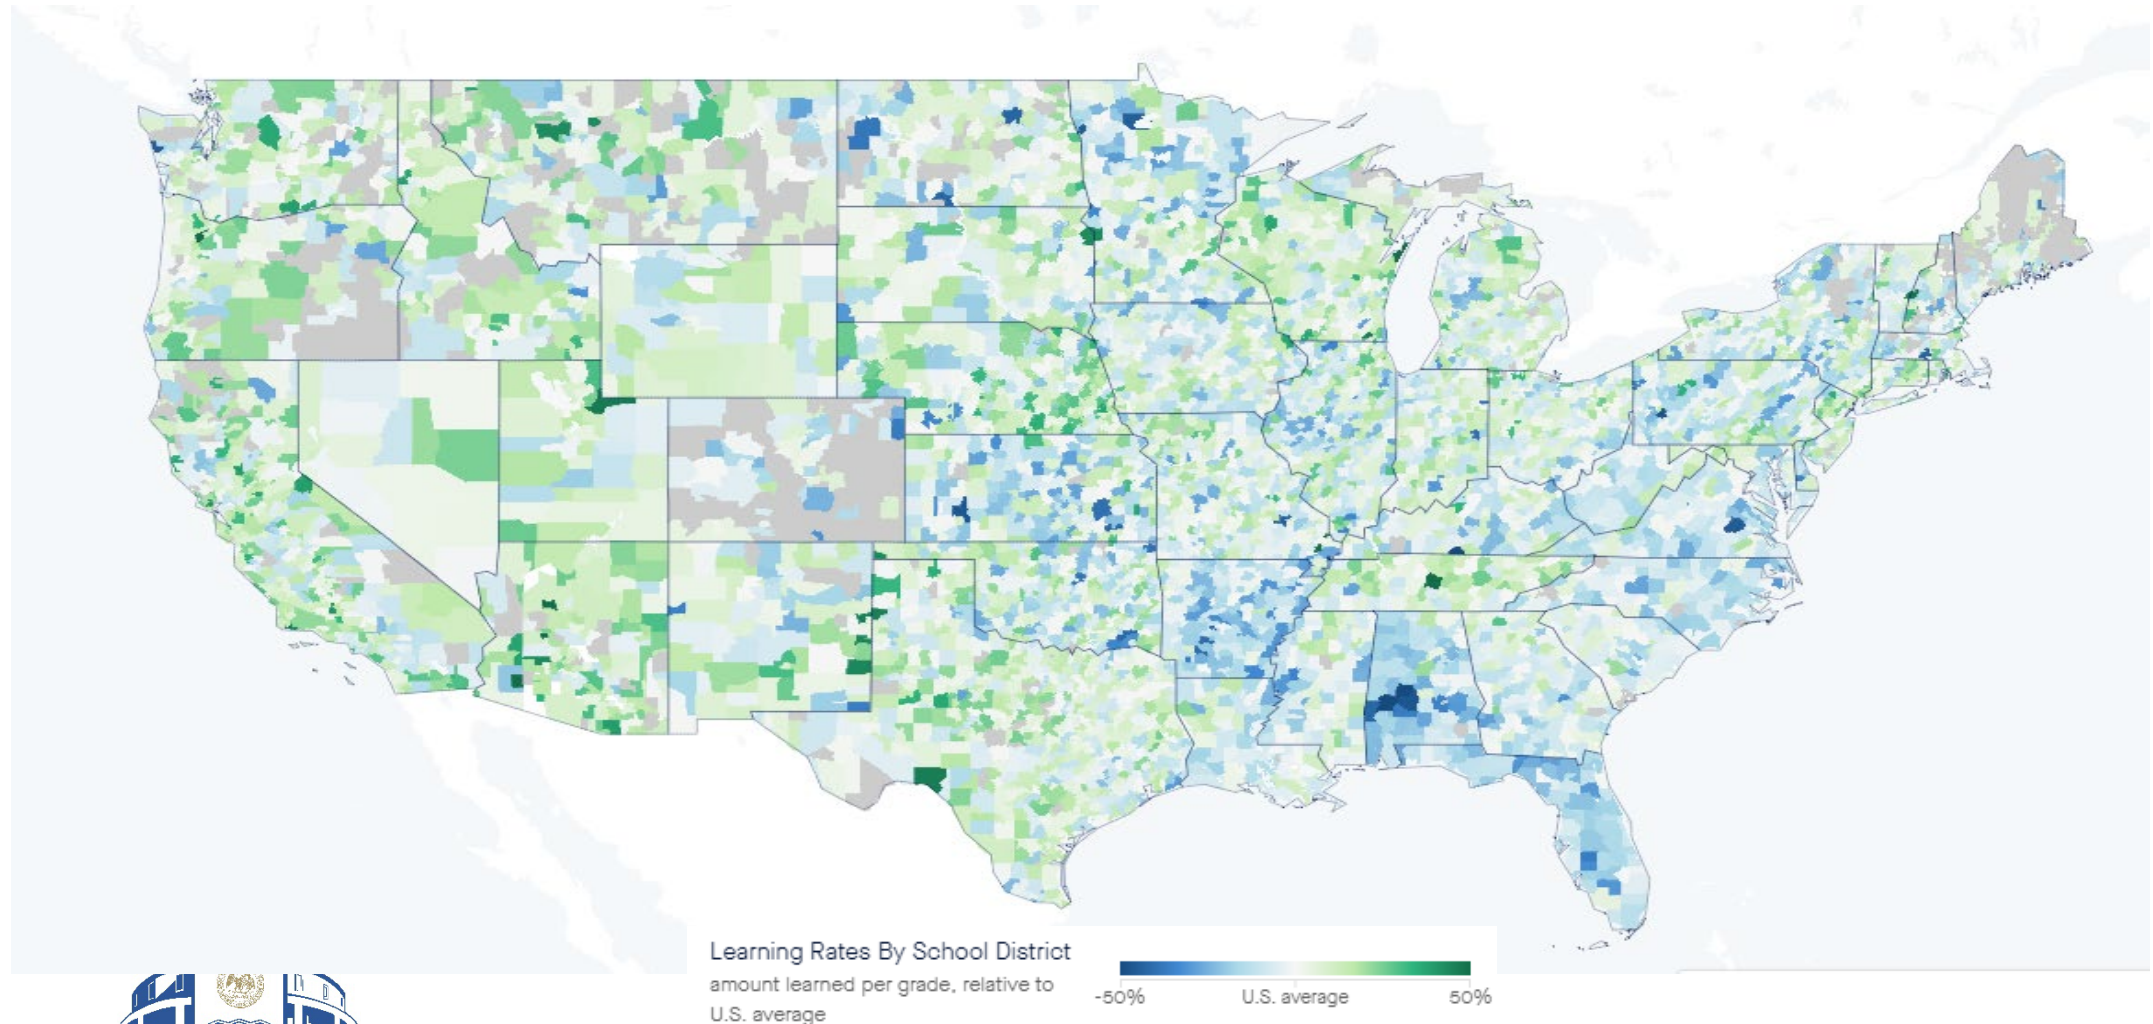 Learning Rates By School District
amount learned per grade, relative to
U.S. average
-50%
U.S. average
50%